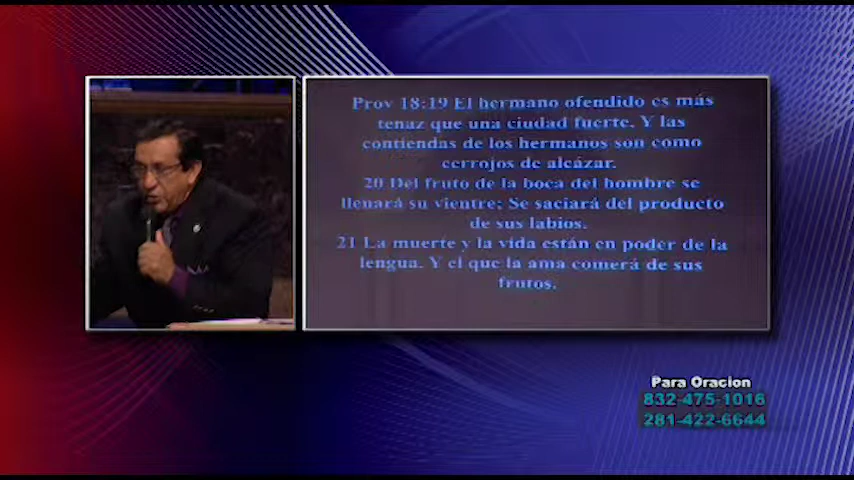 Prov 18:19 El hermano ofendido es más
tenaz que una ciudad fuerte, Y las
contiendas de los hermanos son como
cerrojos de alcázar.
20 Del fruto de la boca del hombre se
llenará su vientre; Se saciará del producto
de sus labios.
21 La muerte y la vida están en poder de la
lengua, Y el que la ama comerá de sus
frutos.
Para Oracion
832-475-1016
281-422-6644